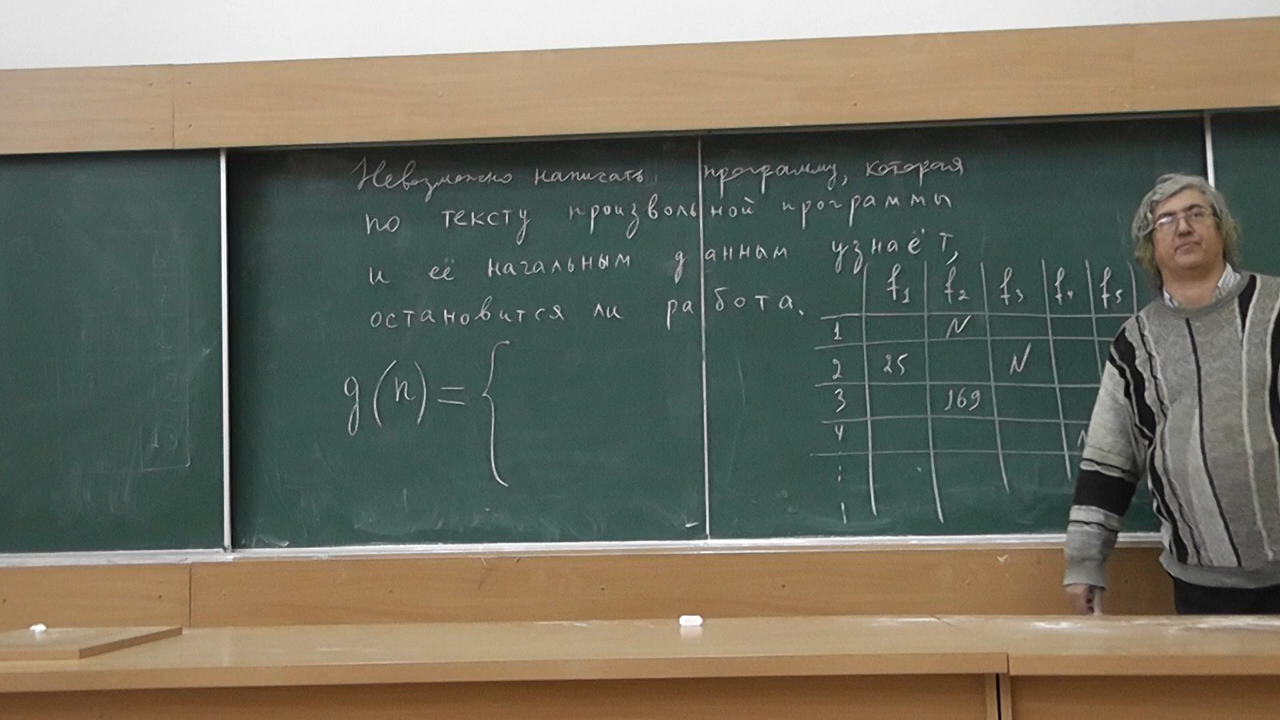 Невозможно написать программу, которая
по тексту произвольной программы
и её начальным данным узнаёт,
остановится ли работа.
g(n) = {
f1 f2 f3 f4 f5
1 N
2 25 N
3 169
4 N